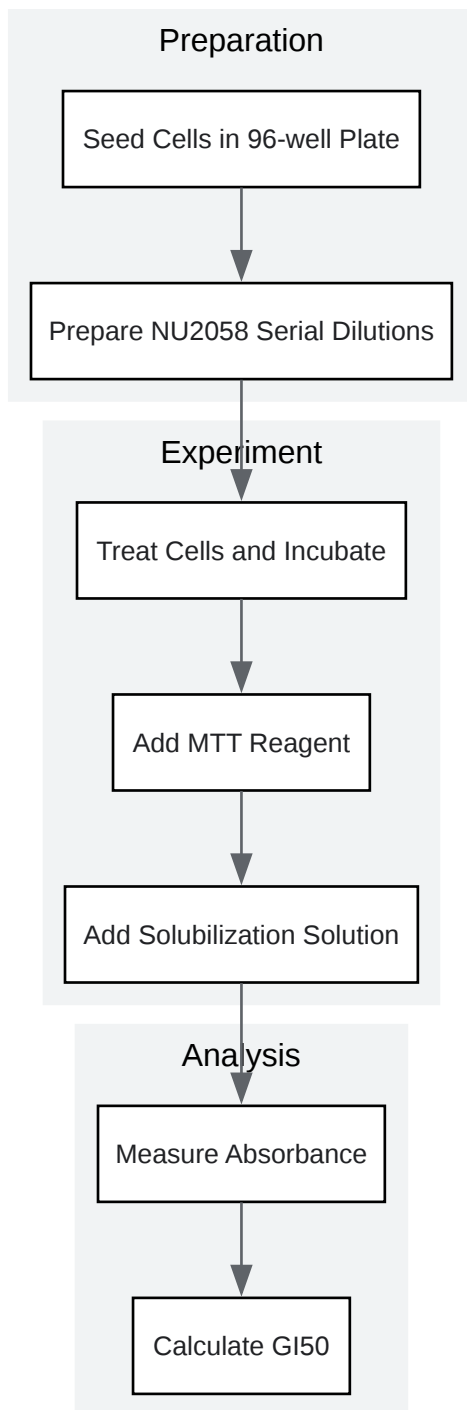 Preparation
Seed Cells in 96-well Plate
Prepare NU2058 Serial Dilutions
Experiment
Treat Cells and Incubate
Add MTT Reagent
Add Solubilization Solution
Analysis
Measure Absorbance
Calculate GI50